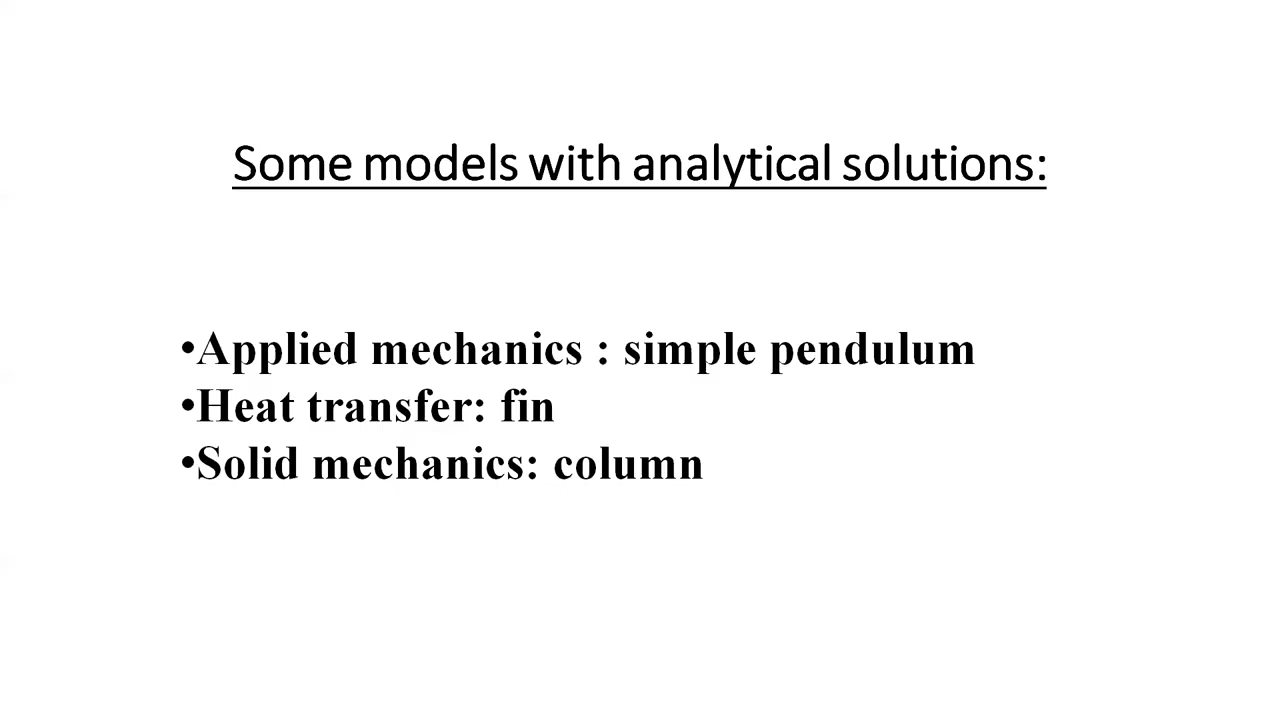 Some models with analytical solutions:
•Applied mechanics : simple pendulum
•Heat transfer: fin
•Solid mechanics: column